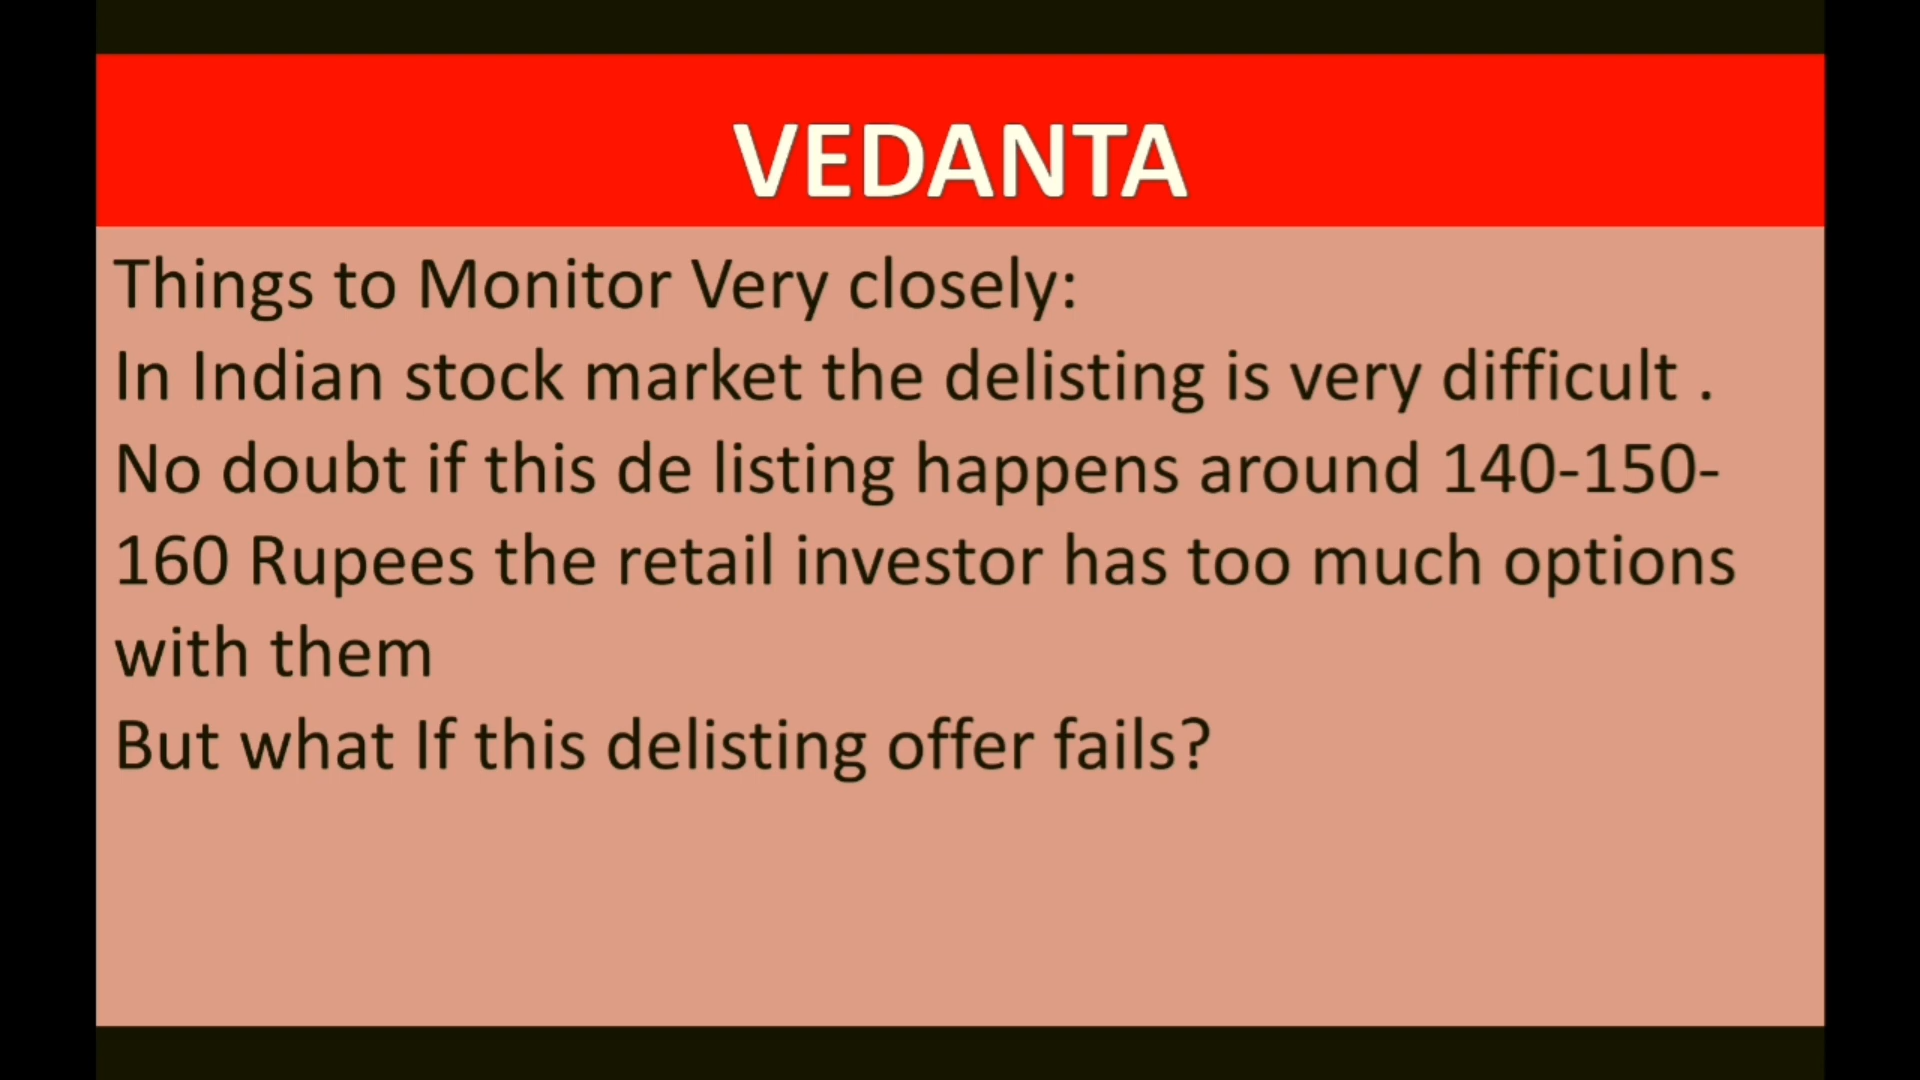 VEDANTA
Things to Monitor Very closely:
In Indian stock market the delisting is very difficult .
No doubt if this de listing happens around 140-150-
160 Rupees the retail investor has too much options
with them
But what If this delisting offer fails?